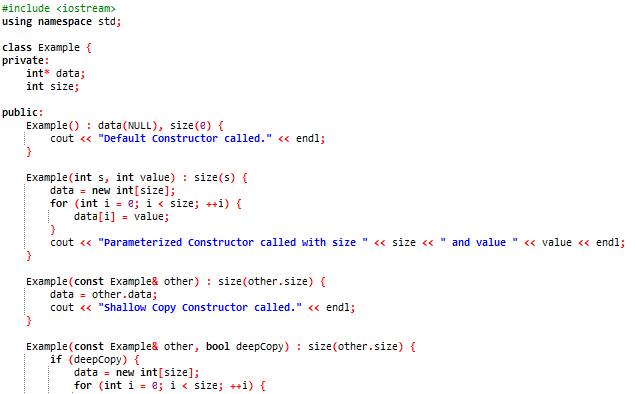 #include <iostream>
using namespace std;
class Example {
private:
int* data;
int size;
public:
Example() : data(NULL), size(0) {
cout << "Default Constructor called." << endl;
}
Example(int s, int value) : size(s) {
data = new int[size];
for (int i = 0; i < size; ++i) {
data[i] = value;
}
cout << "Parameterized Constructor called with size " << size << " and value " << value << endl;
}
Example(const Example& other) : size(other.size) {
data = other.data;
cout << "Shallow Copy Constructor called." << endl;
}
Example(const Example& other, bool deepCopy) : size(other.size) {
if (deepCopy) {
data = new int[size];
for (int i = 0; i < size; ++i) {